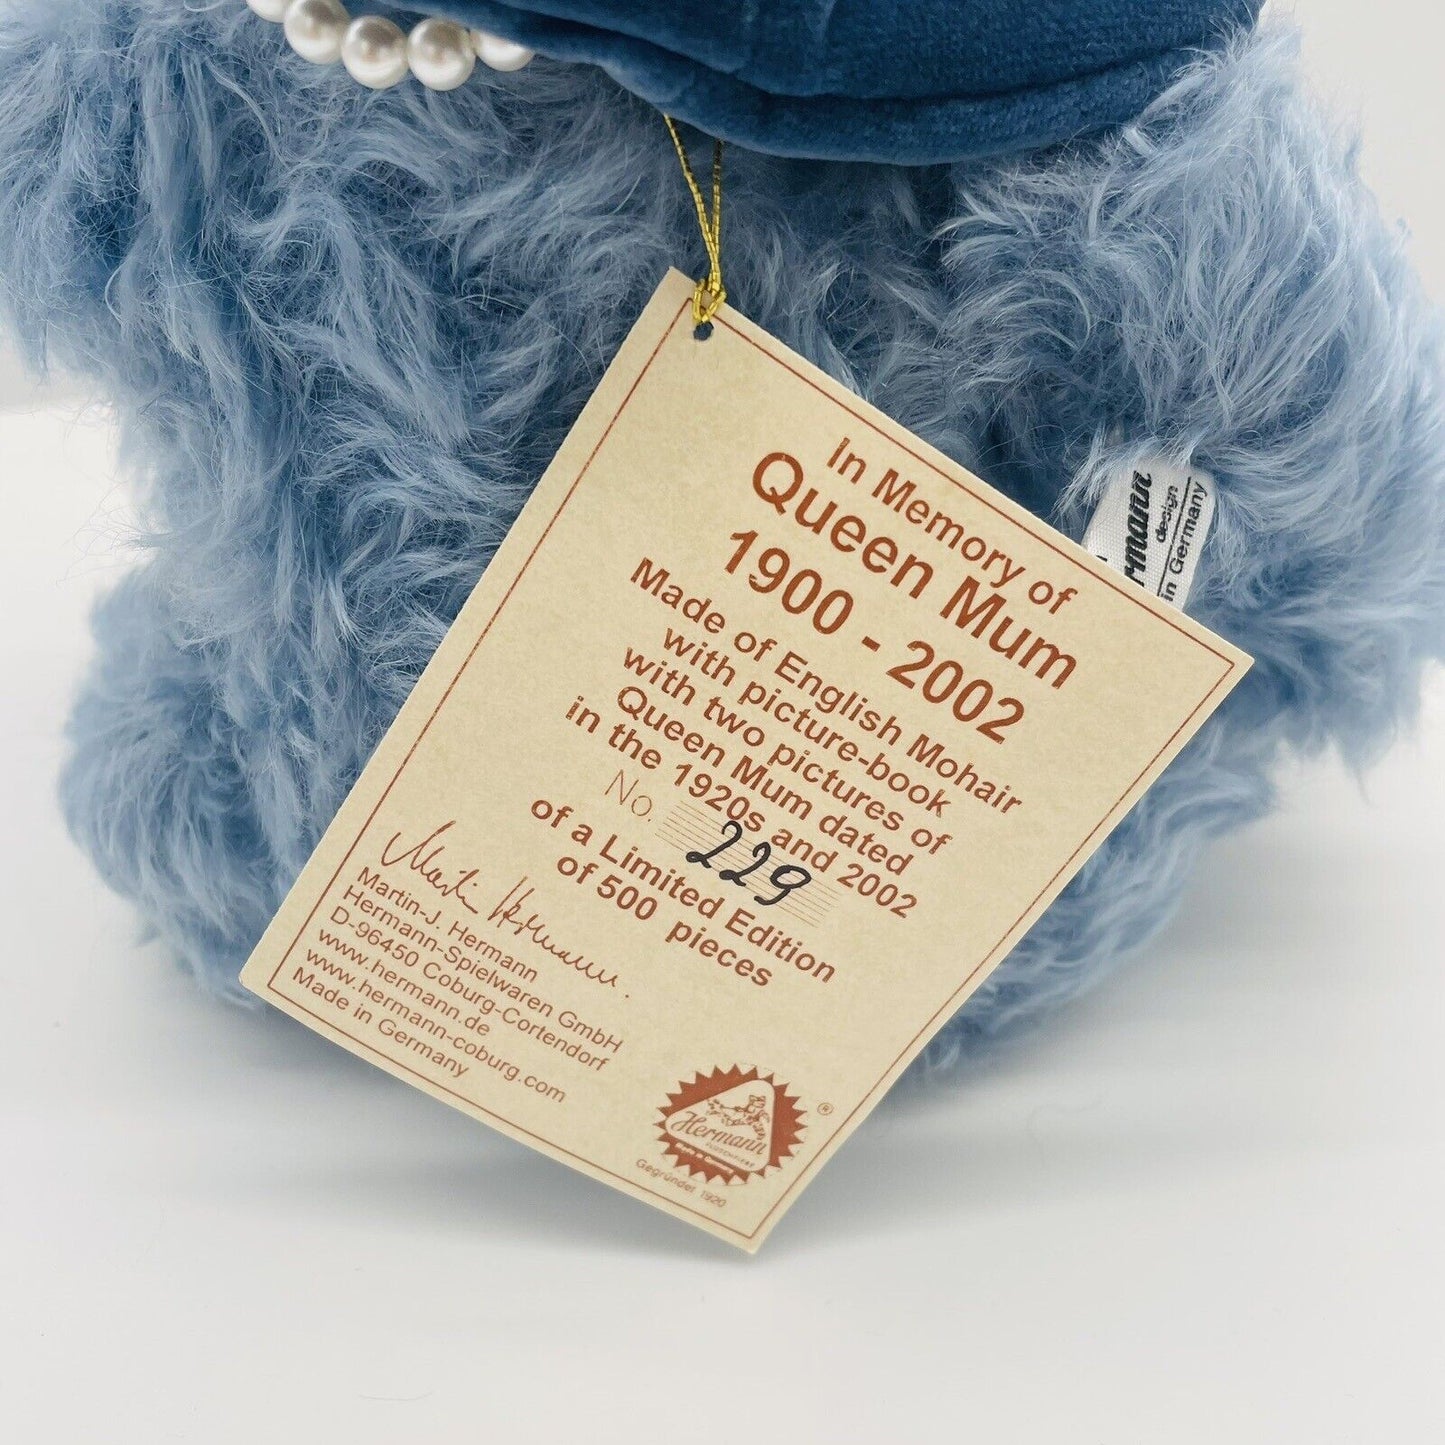 In Memory of
Queen Mum
1900 - 2002
Made of English Mohair
with picture-book
with two pictures of
Queen Mum dated
in the 1920s and 2002
No. 229
of a Limited Edition
of 500 pieces
Martin Hermann.
Martin-J. Hermann
Hermann-Spielwaren GmbH
D-96450 Coburg-Cortendorf
www.hermann.de
www.hermann-coburg.com
Made in Germany
Hermann
®
Gegründet 1920
rmann
design
in Germany